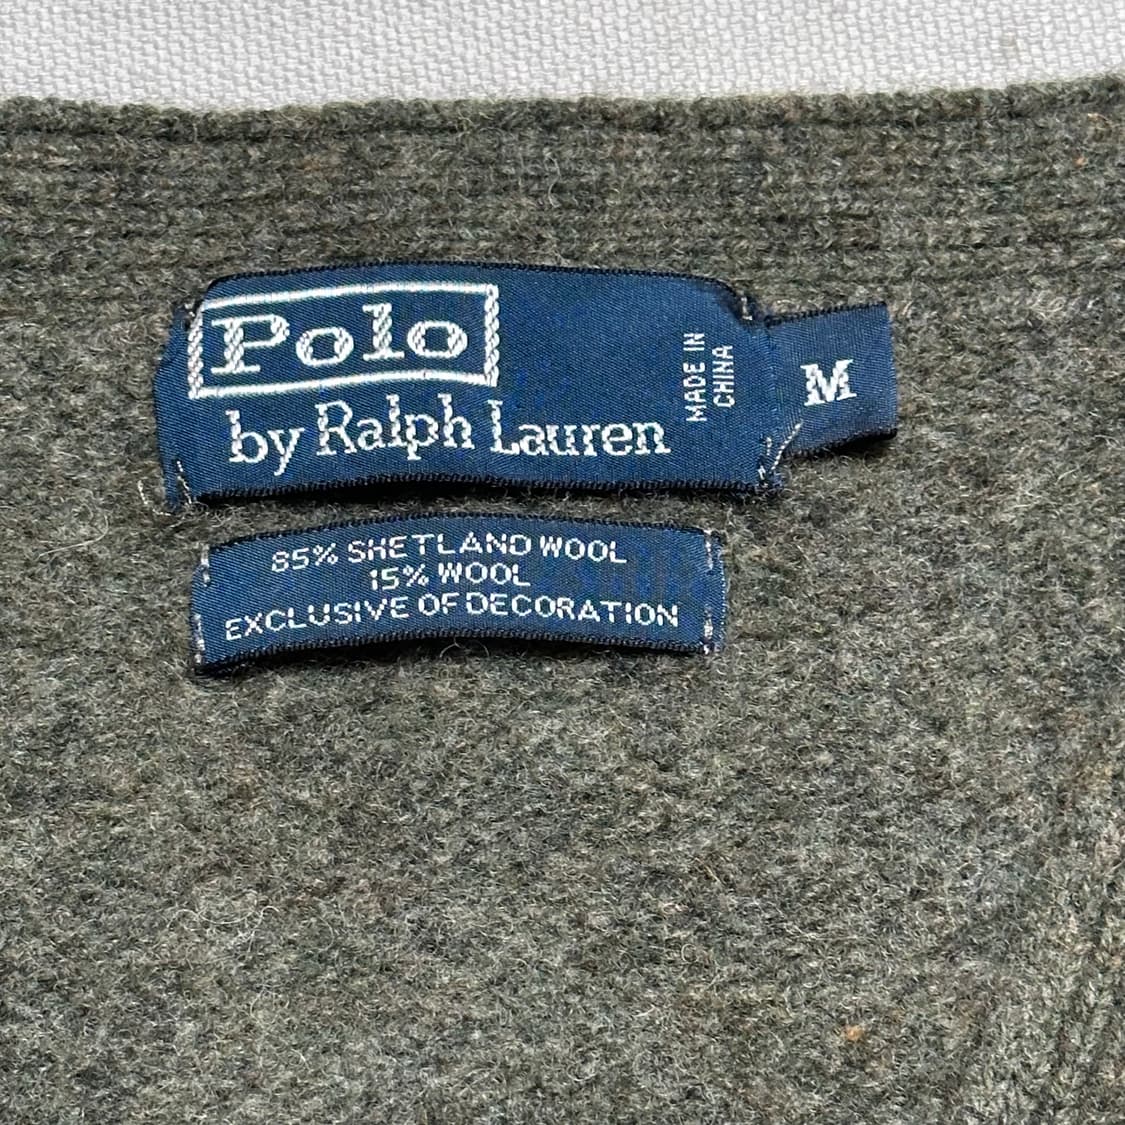 Polo
by Ralph Lauren
MADE IN
CHINA
M
85% SHETLAND WOOL
15% WOOL
EXCLUSIVE OF DECORATION